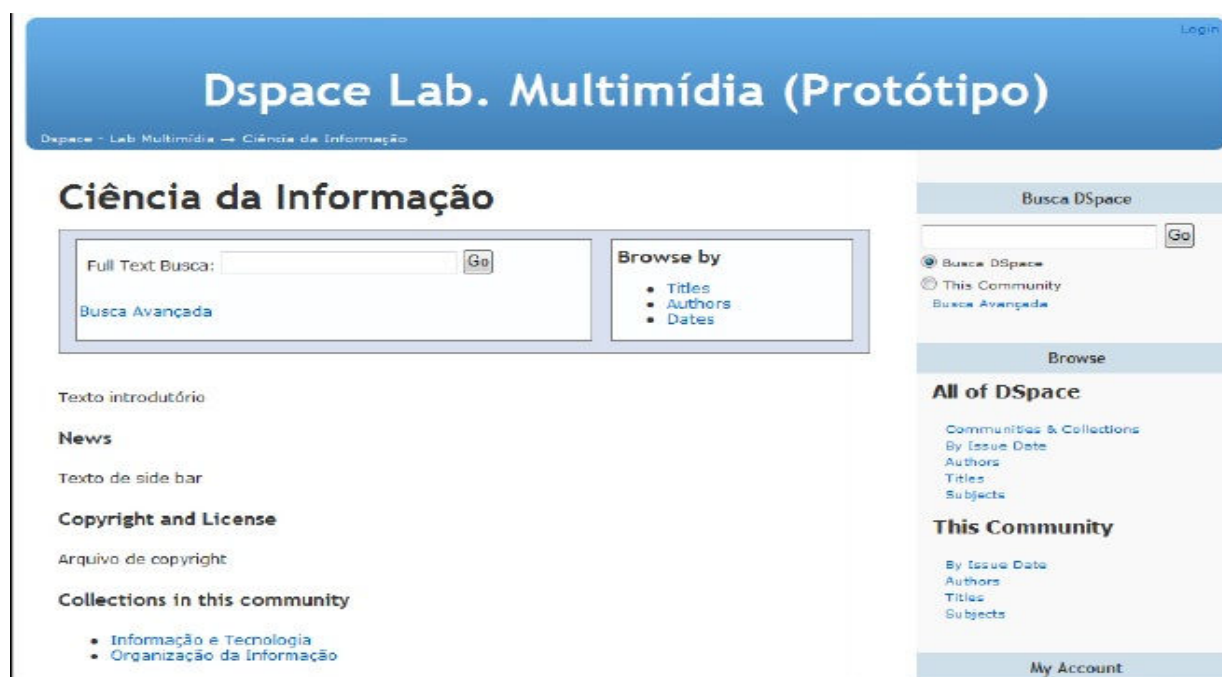 Login
Dspace Lab. Multimídia (Protótipo)
Dspace - Lab Multimídia → Ciência da Informação
Ciência da Informação
Full Text Busca:
Go
Busca Avançada
Browse by
• Titles
• Authors
• Dates
Texto introdutório
News
Texto de side bar
Copyright and License
Arquivo de copyright
Collections in this community
• Informação e Tecnologia
• Organização da Informação
Busca DSpace
Go
Busca DSpace
This Community
Busca Avançada
Browse
All of DSpace
Communities & Collections
By Issue Date
Authors
Titles
Subjects
This Community
By Issue Date
Authors
Titles
Subjects
My Account